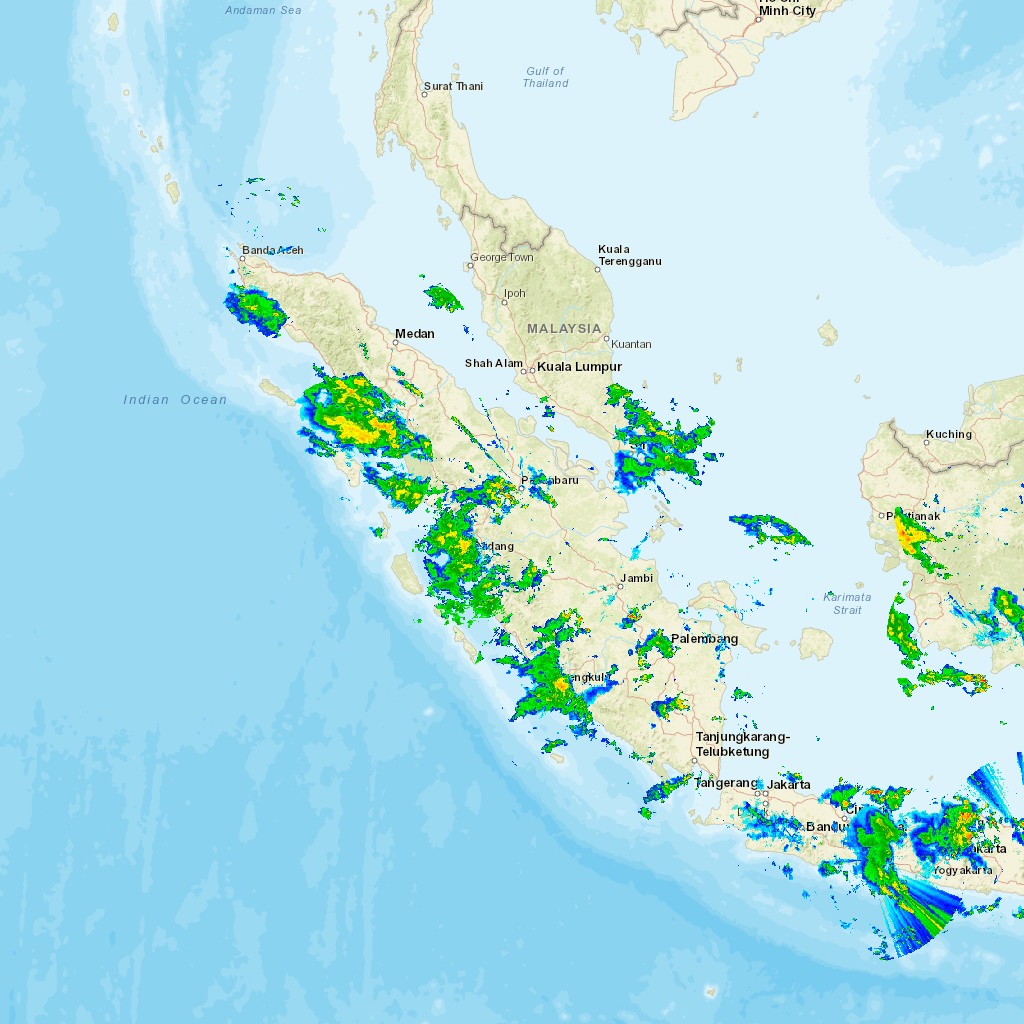 Andaman Sea
Minh City
Gulf of
Thailand
Surat Thani
Banda Aceh
George Town
Kuala
Terengganu
Ipoh
MALAYSIA
Medan
Kuantan
Shah Alam
Kuala Lumpur
Indian Ocean
Kuching
Jambi
Karimata
Strait
Palembang
Tanjungkarang-
Telubketung
Tangerang
Jakarta
Yogyakarta